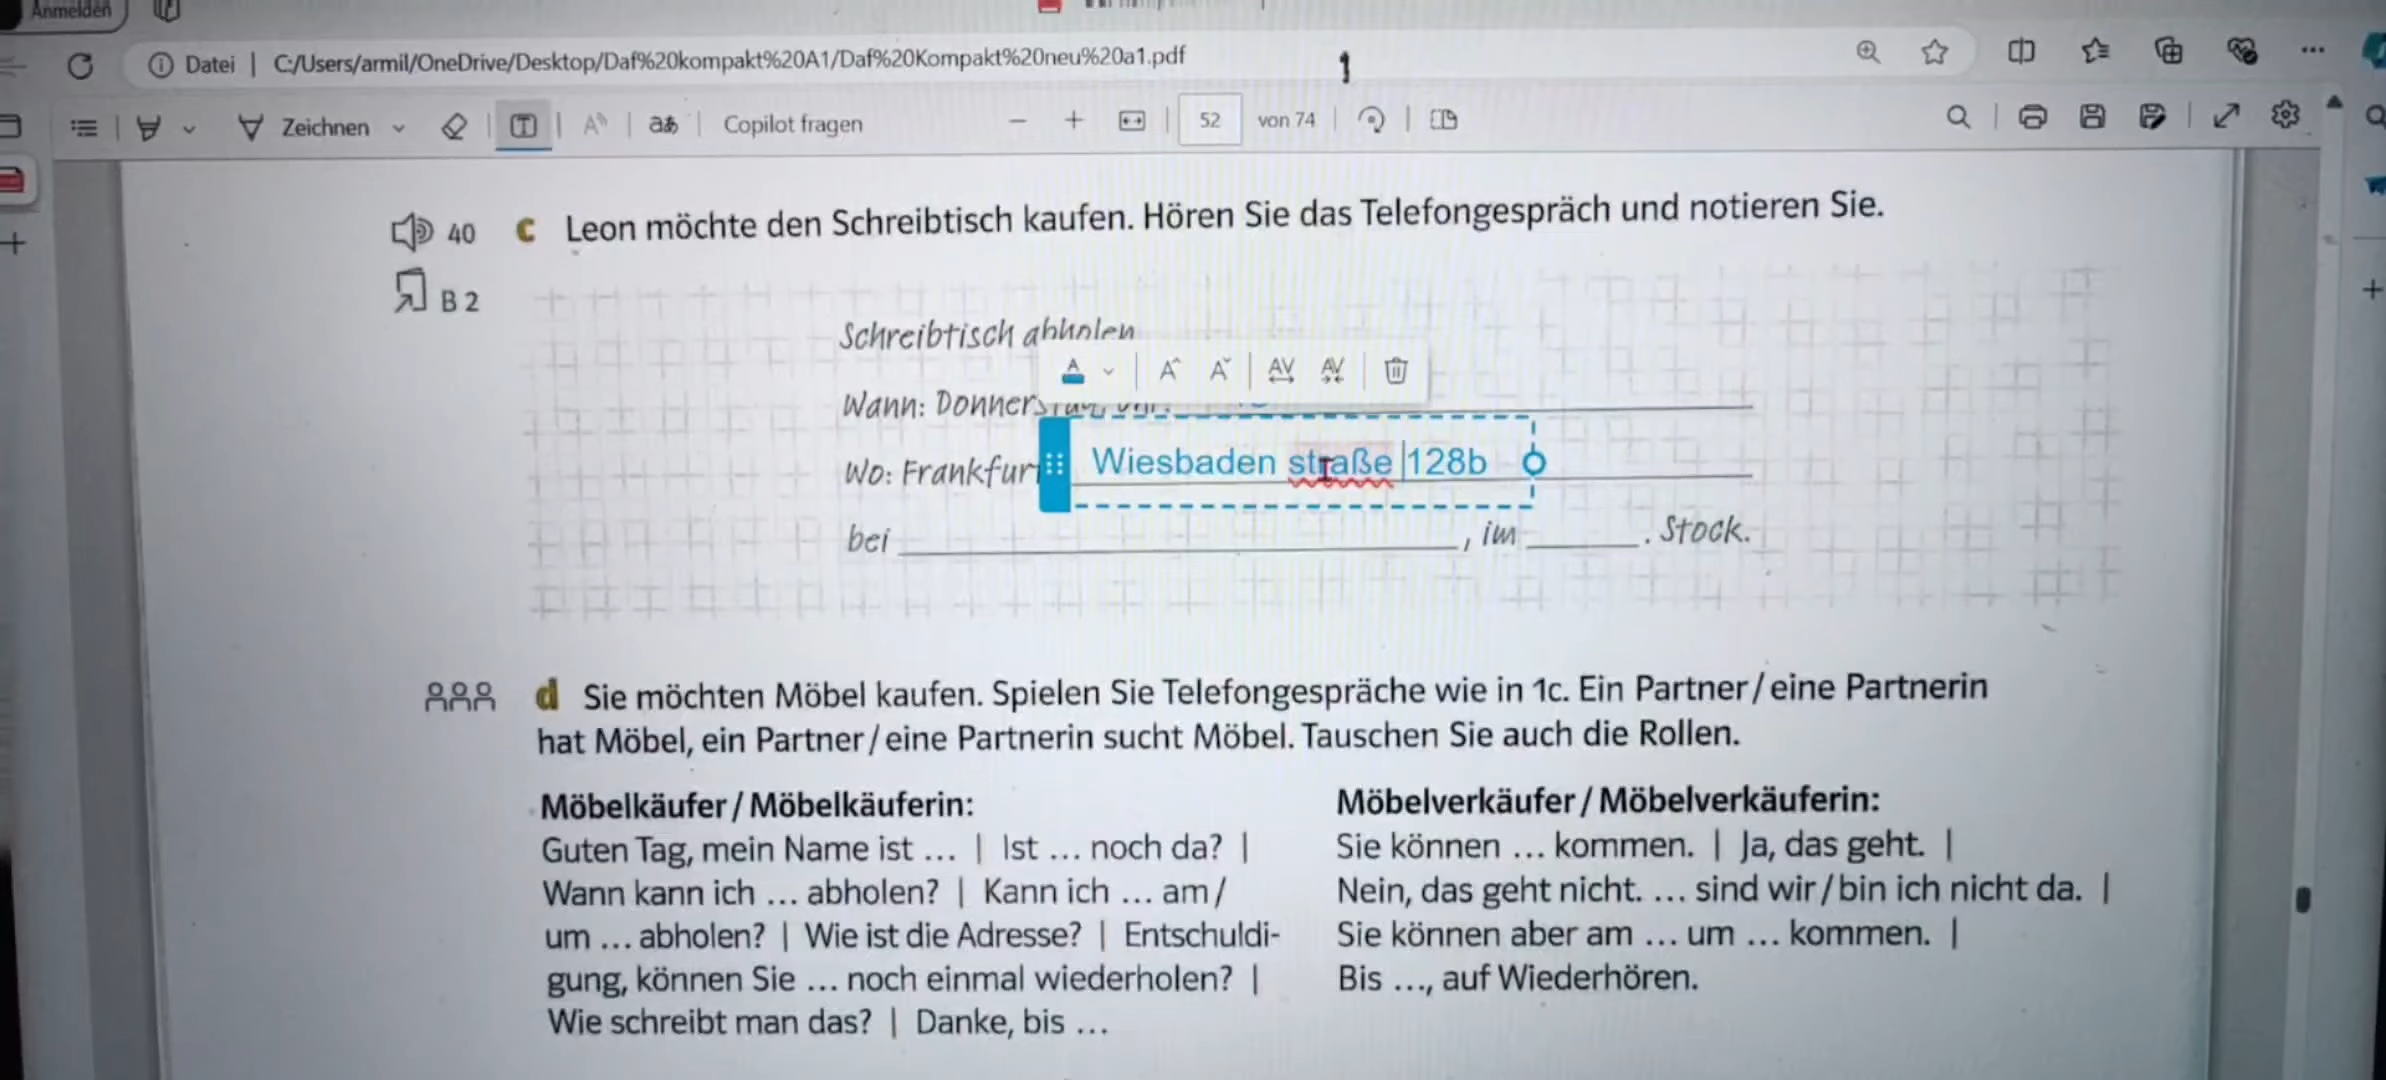 Anmelden
Datei | C:/Users/armil/OneDrive/Desktop/Daf%20kompakt%20A1/Daf%20Kompakt%20neu%20a1.pdf
1
Zeichnen
Copilot fragen
52 von 74
40 c Leon möchte den Schreibtisch kaufen. Hören Sie das Telefongespräch und notieren Sie.
B 2
Schreibtisch abholen
Wann: Donnerstag, Uhr:
Wo: Frankfurt Wiesbaden straße 128b
bei ________, im ____. Stock.
d Sie möchten Möbel kaufen. Spielen Sie Telefongespräche wie in 1c. Ein Partner/eine Partnerin
hat Möbel, ein Partner/eine Partnerin sucht Möbel. Tauschen Sie auch die Rollen.
Möbelkäufer/Möbelkäuferin:
Guten Tag, mein Name ist … | Ist … noch da? |
Wann kann ich … abholen? | Kann ich … am/
um … abholen? | Wie ist die Adresse? | Entschuldi-
gung, können Sie … noch einmal wiederholen? |
Wie schreibt man das? | Danke, bis …
Möbelverkäufer/Möbelverkäuferin:
Sie können … kommen. | Ja, das geht. |
Nein, das geht nicht. … sind wir/bin ich nicht da. |
Sie können aber am … um … kommen. |
Bis …, auf Wiederhören.